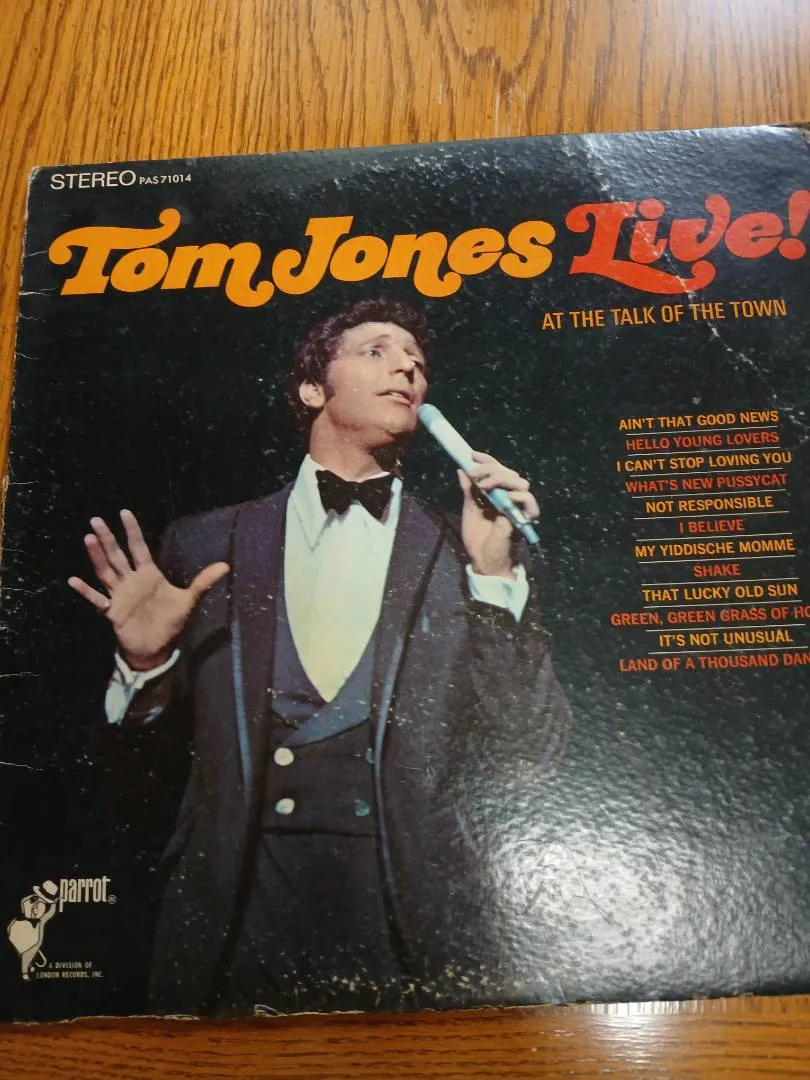 STEREO PAS 71014
Tom Jones Live!
AT THE TALK OF THE TOWN
AIN'T THAT GOOD NEWS
HELLO YOUNG LOVERS
I CAN'T STOP LOVING YOU
WHAT'S NEW PUSSYCAT
NOT RESPONSIBLE
I BELIEVE
MY YIDDISCHE MOMME
SHAKE
THAT LUCKY OLD SUN
GREEN, GREEN GRASS OF HO
IT'S NOT UNUSUAL
LAND OF A THOUSAND DAN
parrot®
A DIVISION OF
LONDON RECORDS, INC.